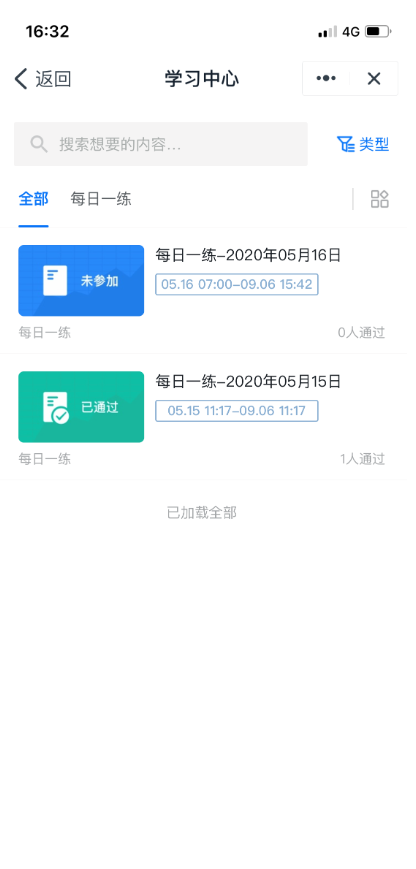 16:32
4G
返回
学习中心
搜索想要的内容...
类型
全部
每日一练
未参加
每日一练-2020年05月16日
05.16 07:00-09.06 15:42
每日一练
0人通过
已通过
每日一练-2020年05月15日
05.15 11:17-09.06 11:17
每日一练
1人通过
已加载全部